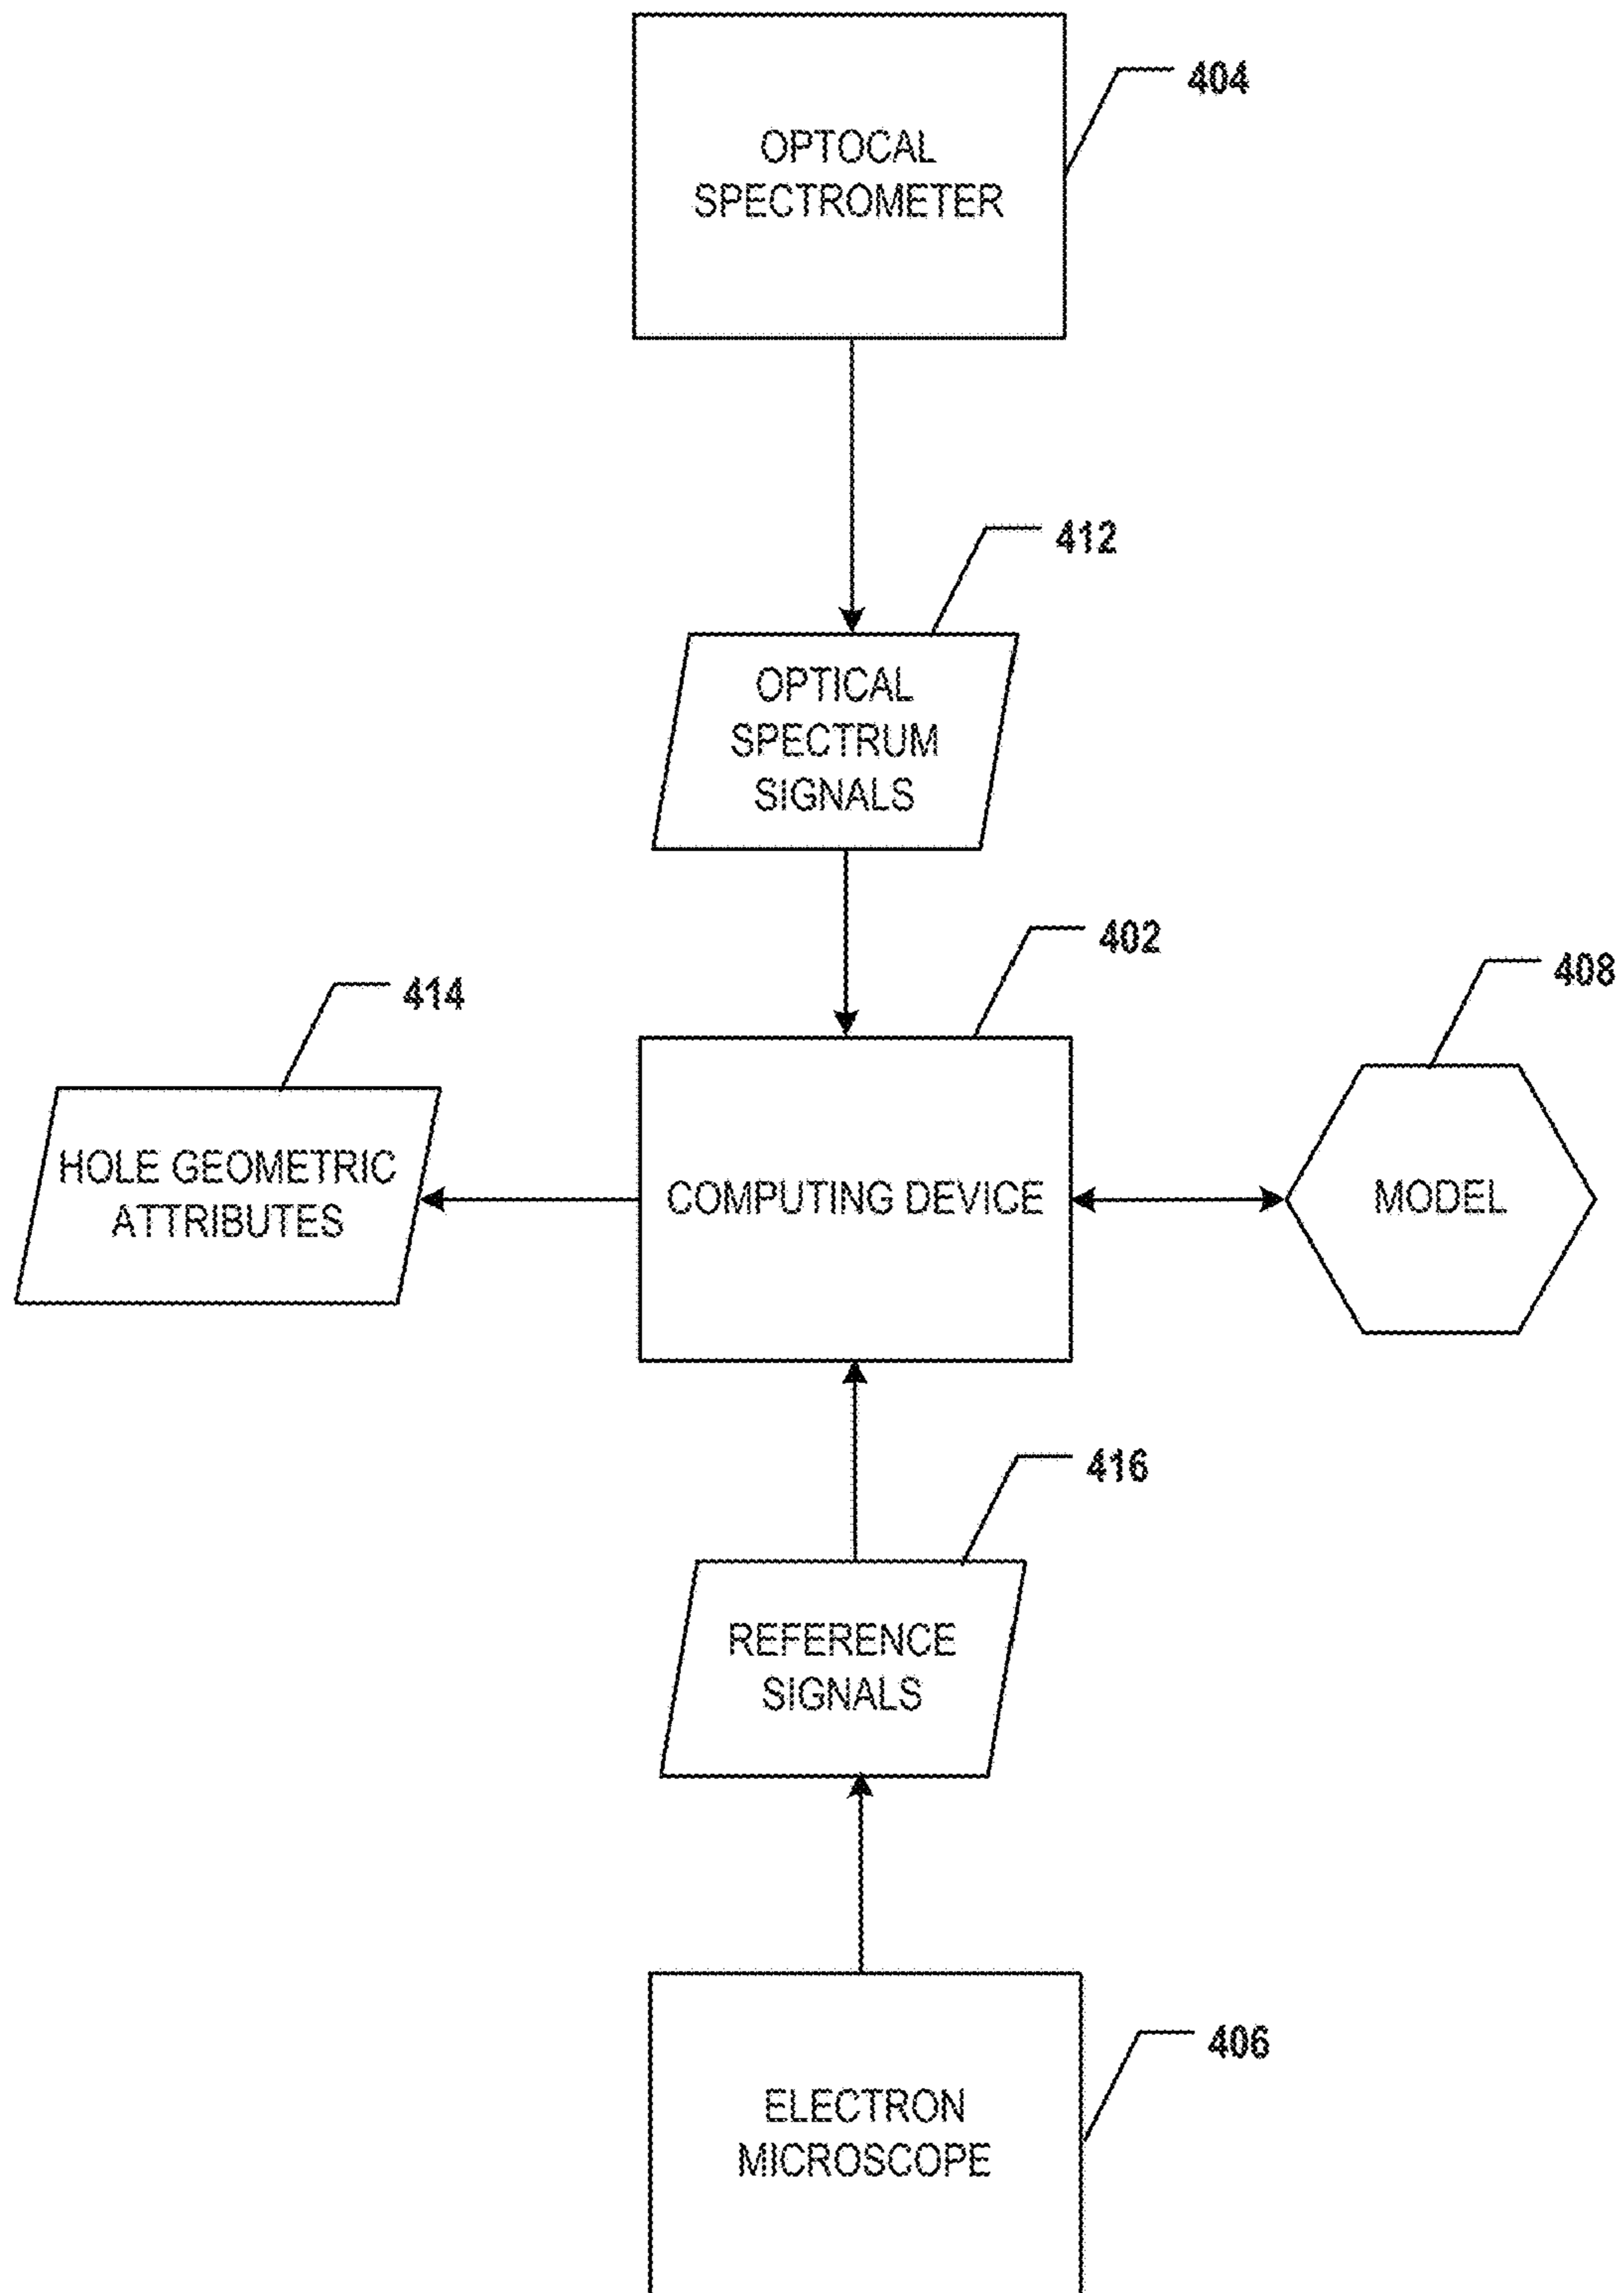 404
OPTOCAL
SPECTROMETER
412
OPTICAL
SPECTRUM
SIGNALS
402
408
414
HOLE GEOMETRIC
ATTRIBUTES
COMPUTING DEVICE
MODEL
416
REFERENCE
SIGNALS
406
ELECTRON
MICROSCOPE